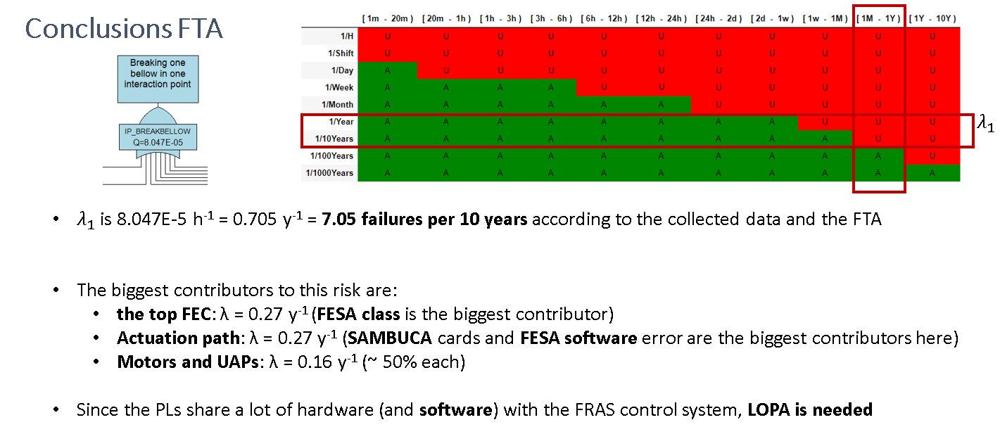 Conclusions FTA
Breaking one
bellow in one
interaction point
IP_BREAKBELLOW
Q=8.047E-05
[ 1m - 20m ) [ 20m - 1h ) [ 1h - 3h ) [ 3h - 6h ) [ 6h - 12h ) [ 12h - 24h ) [ 24h - 2d ) [ 2d - 1w ) [ 1w - 1M ) [ 1M - 1Y ) [ 1Y - 10Y )
1/H U U U U U U U U U U U
1/Shift U U U U U U U U U U U
1/Day A U U U U U U U U U U
1/Week A A A A U U U U U U U
1/Month A A A A A A U U U U U
1/Year A A A A A A A A U U U
1/10Years A A A A A A A A A U U
1/100Years A A A A A A A A A A U
1/1000Years A A A A A A A A A A A
λ₁
• λ₁ is 8.047E-5 h⁻¹ = 0.705 y⁻¹ = 7.05 failures per 10 years according to the collected data and the FTA
• The biggest contributors to this risk are:
• the top FEC: λ = 0.27 y⁻¹ (FESA class is the biggest contributor)
• Actuation path: λ = 0.27 y⁻¹ (SAMBUCA cards and FESA software error are the biggest contributors here)
• Motors and UAPs: λ = 0.16 y⁻¹ (~ 50% each)
• Since the PLs share a lot of hardware (and software) with the FRAS control system, LOPA is needed